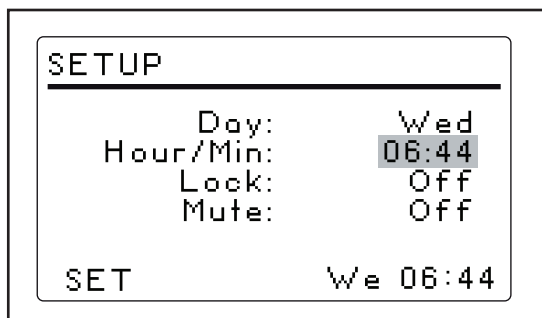 SETUP
Day: Wed
Hour/Min: 06:44
Lock: Off
Mute: Off
SET We 06:44